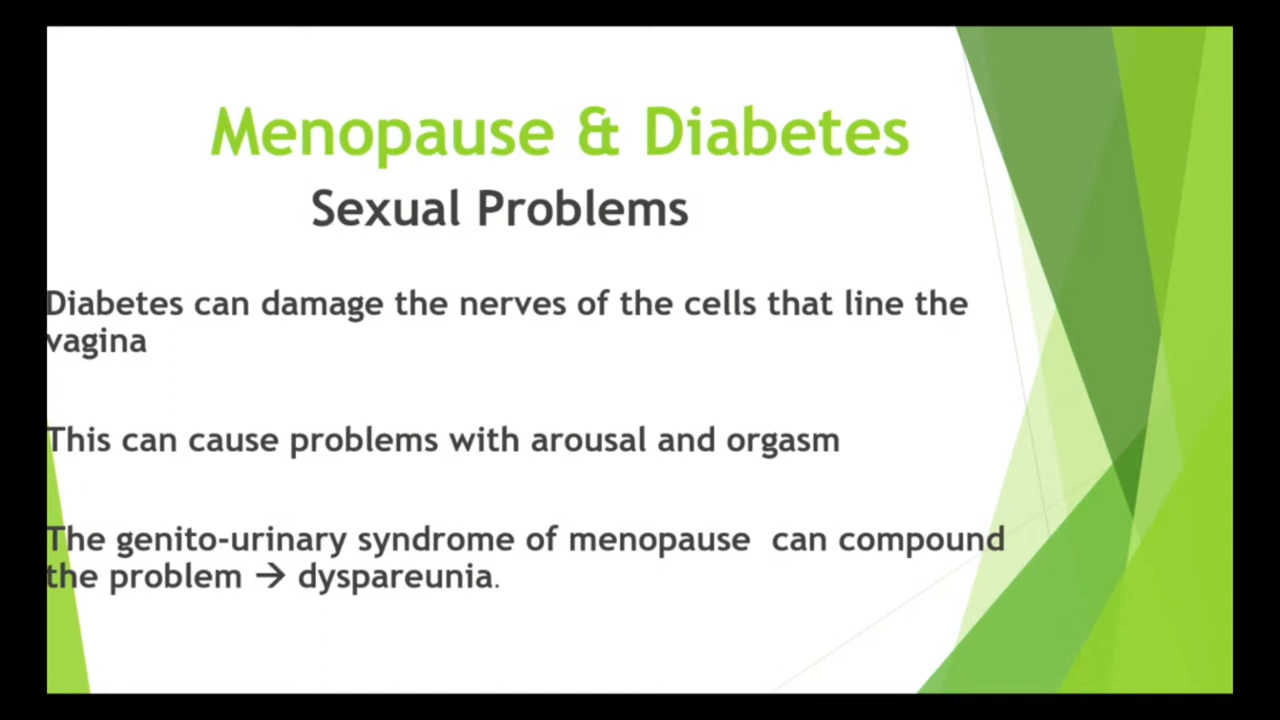 Menopause & Diabetes
Sexual Problems
Diabetes can damage the nerves of the cells that line the
vagina
This can cause problems with arousal and orgasm
The genito-urinary syndrome of menopause  can compound
the problem → dyspareunia.